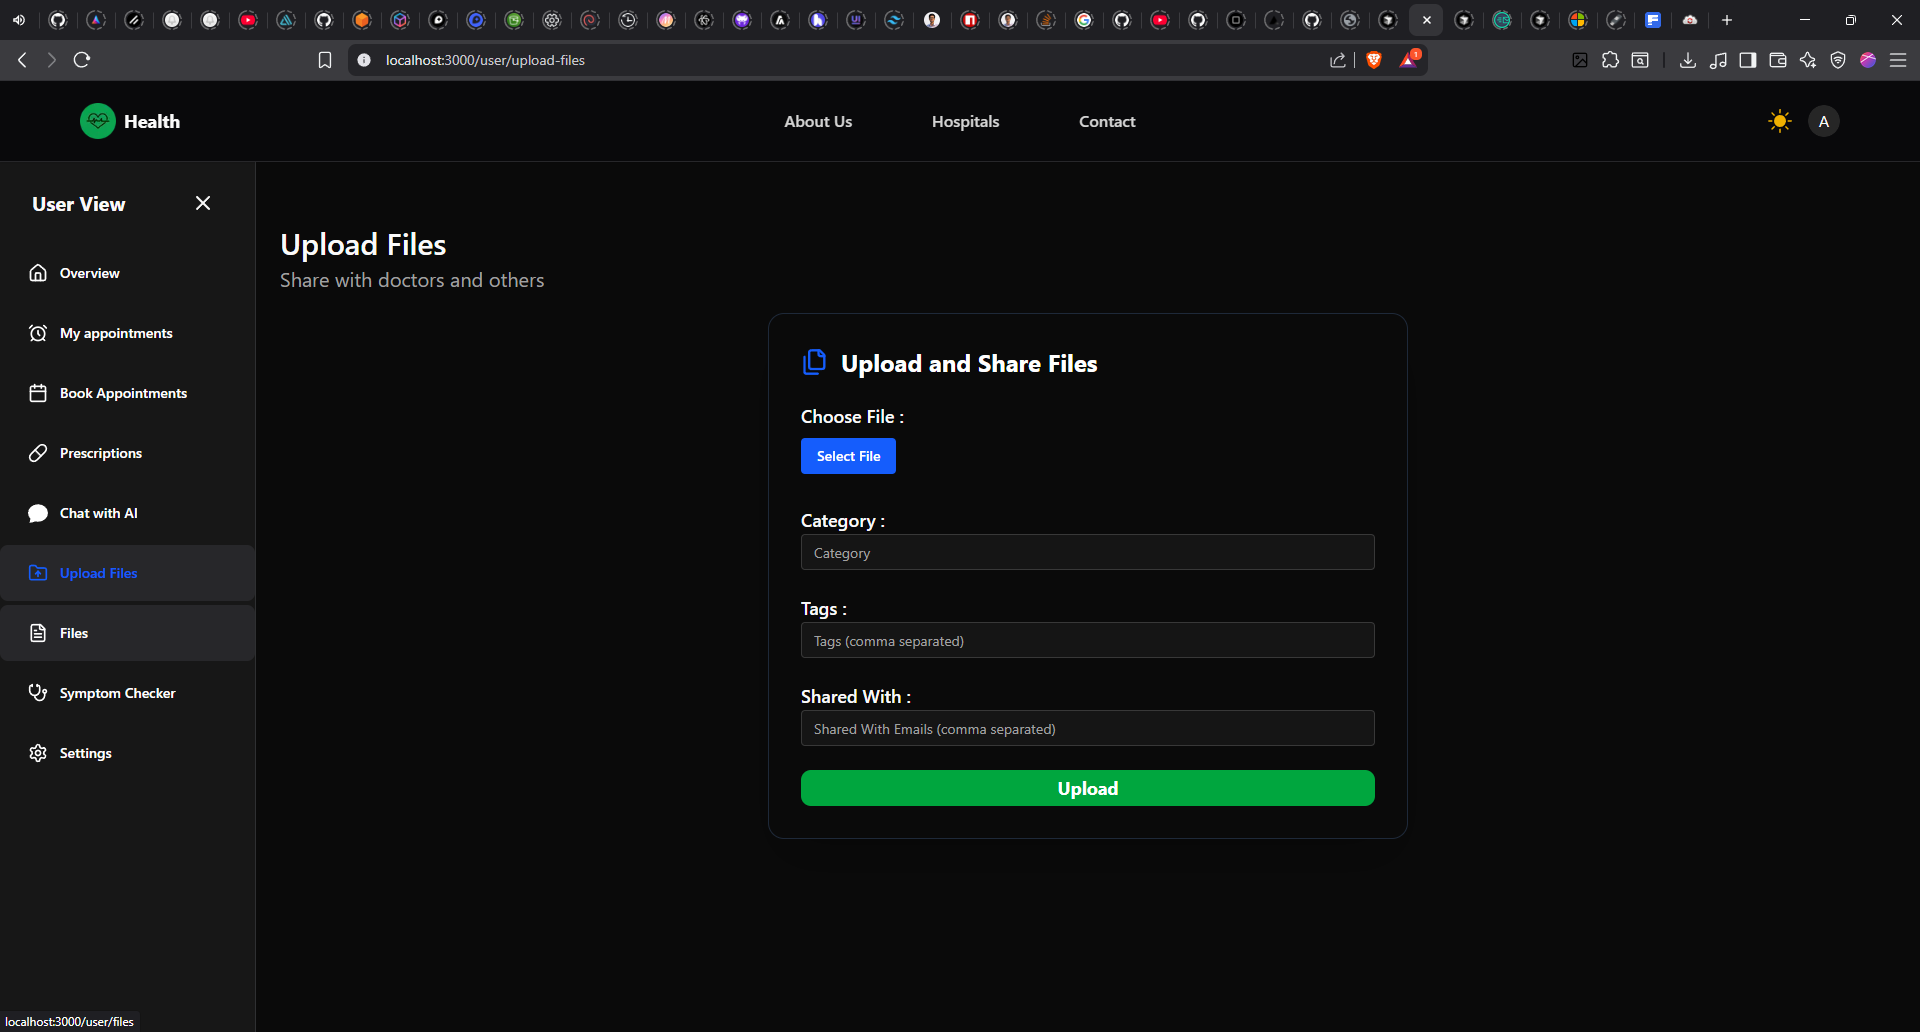 localhost:3000/user/upload-files
1
Health
About Us
Hospitals
Contact
A
User View
Overview
My appointments
Book Appointments
Prescriptions
Chat with AI
Upload Files
Files
Symptom Checker
Settings
Upload Files
Share with doctors and others
Upload and Share Files
Choose File :
Select File
Category :
Category
Tags :
Tags (comma separated)
Shared With :
Shared With Emails (comma separated)
Upload
localhost:3000/user/files